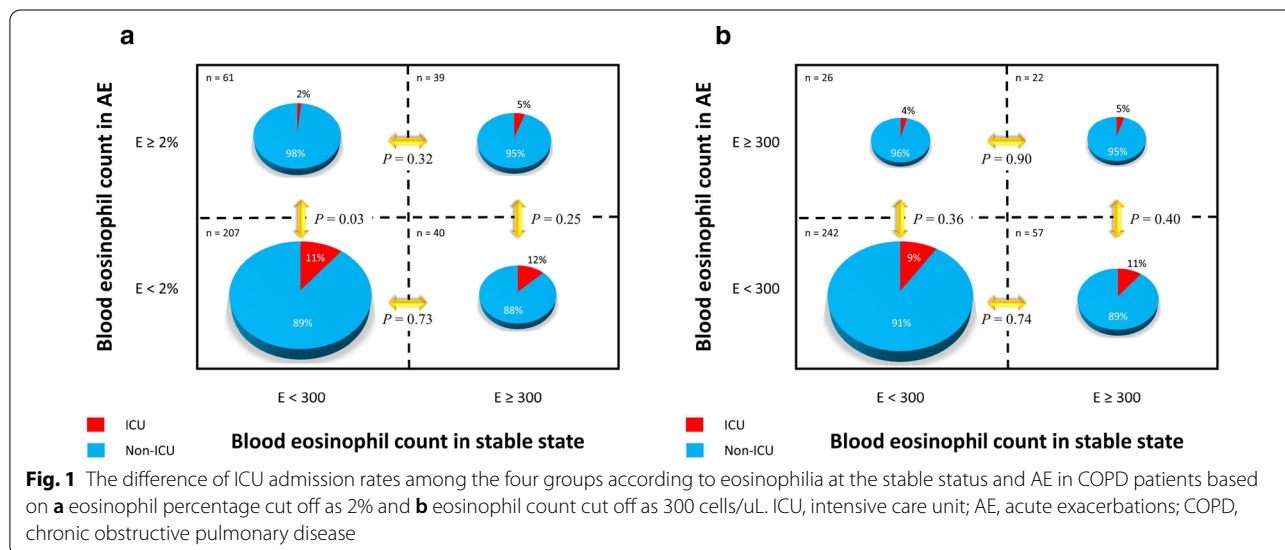 a
Blood eosinophil count in AE
E ≥ 2%
E < 2%
n = 61
2%
98%
n = 39
5%
95%
P = 0.32
P = 0.03
P = 0.25
n = 207
11%
89%
n = 40
12%
88%
P = 0.73
E < 300
E ≥ 300
ICU
Non-ICU
Blood eosinophil count in stable state
b
Blood eosinophil count in AE
E ≥ 300
E < 300
n = 26
4%
96%
n = 22
5%
95%
P = 0.90
P = 0.36
P = 0.40
n = 242
9%
91%
n = 57
11%
89%
P = 0.74
E < 300
E ≥ 300
ICU
Non-ICU
Blood eosinophil count in stable state
Fig. 1 The difference of ICU admission rates among the four groups according to eosinophilia at the stable status and AE in COPD patients based
on a eosinophil percentage cut off as 2% and b eosinophil count cut off as 300 cells/uL. ICU, intensive care unit; AE, acute exacerbations; COPD,
chronic obstructive pulmonary disease